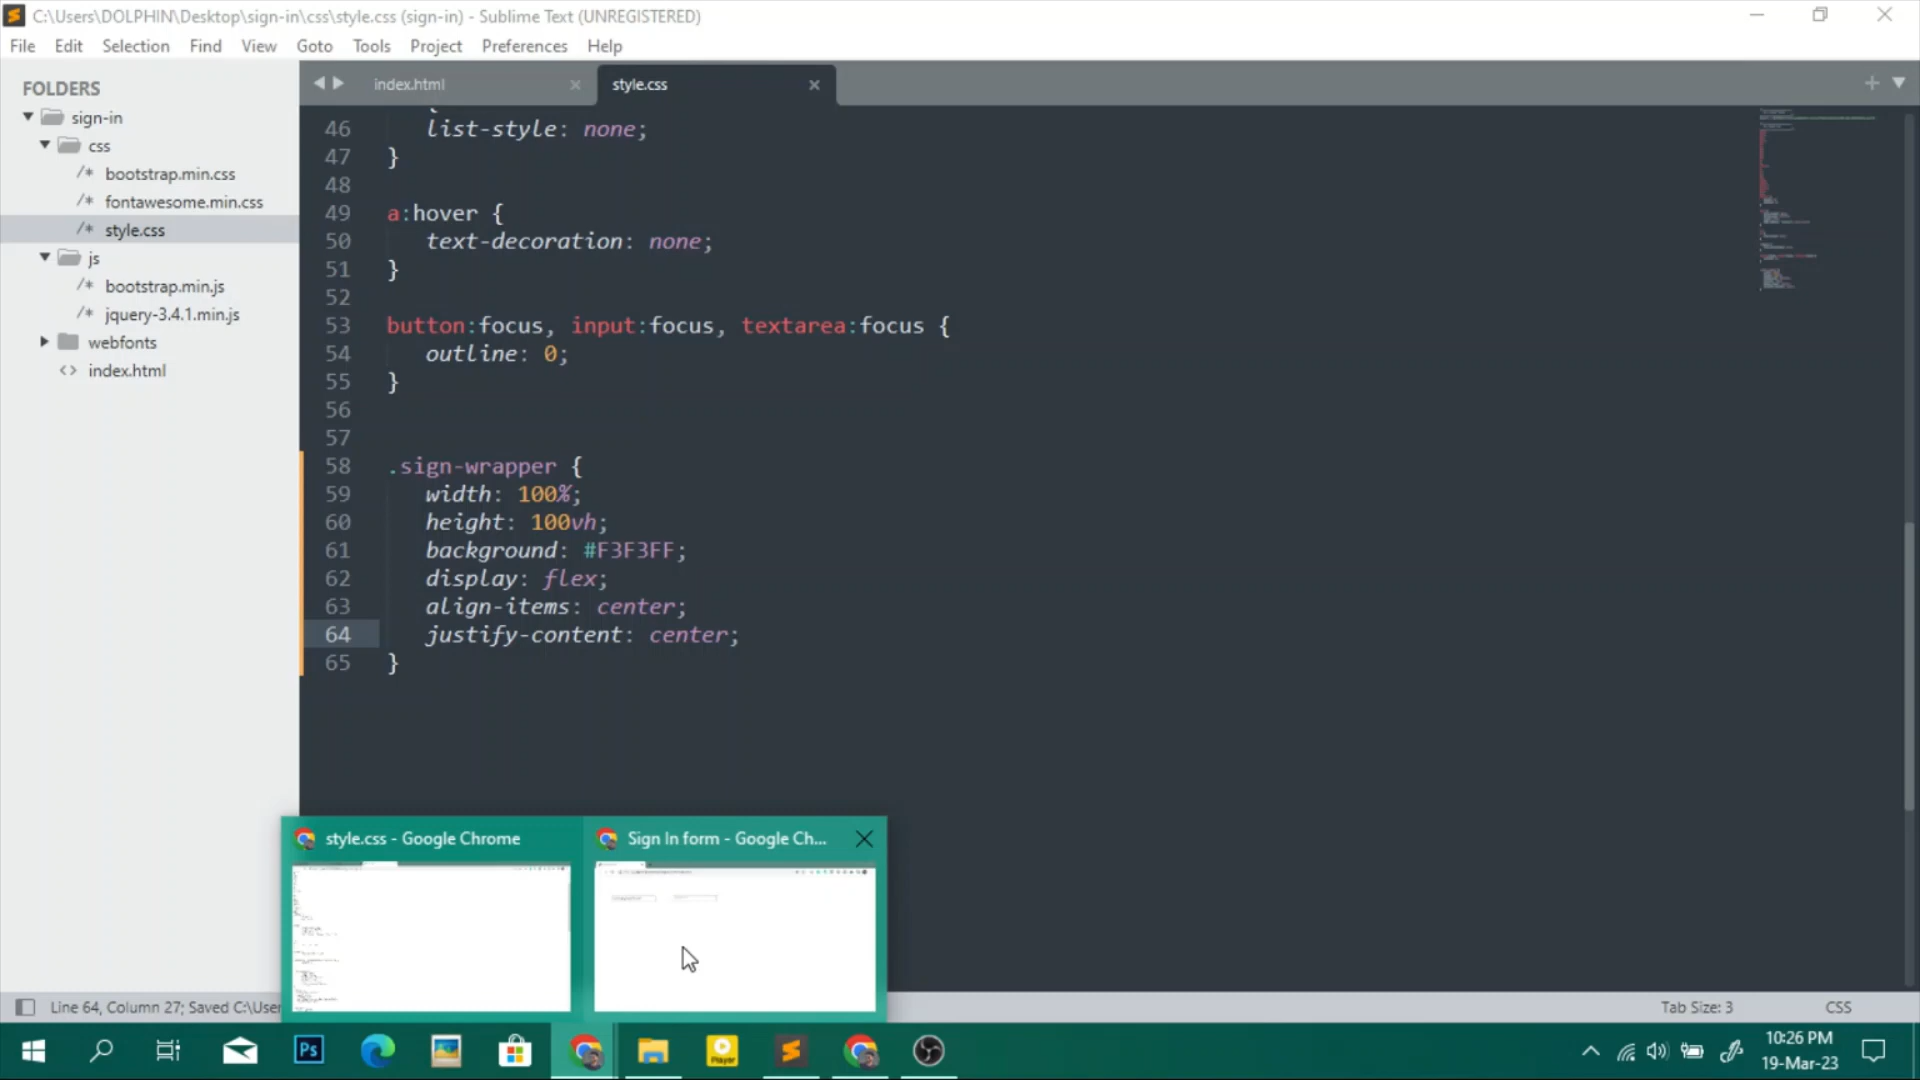 C:\Users\DOLPHIN\Desktop\sign-in\css\style.css (sign-in) - Sublime Text (UNREGISTERED)
File Edit Selection Find View Goto Tools Project Preferences Help
FOLDERS
sign-in
css
/* bootstrap.min.css
/* fontawesome.min.css
/* style.css
js
/* bootstrap.min.js
/* jquery-3.4.1.min.js
webfonts
<> index.html
index.html
style.css
46 list-style: none;
47 }
48
49 a:hover {
50 text-decoration: none;
51 }
52
53 button:focus, input:focus, textarea:focus {
54 outline: 0;
55 }
56
57
58 .sign-wrapper {
59 width: 100%;
60 height: 100vh;
61 background: #F3F3FF;
62 display: flex;
63 align-items: center;
64 justify-content: center;
65 }
style.css - Google Chrome
Sign In form - Google Ch...
Line 64, Column 27; Saved C:\User
Tab Size: 3
CSS
Ps
Player
10:26 PM
19-Mar-23